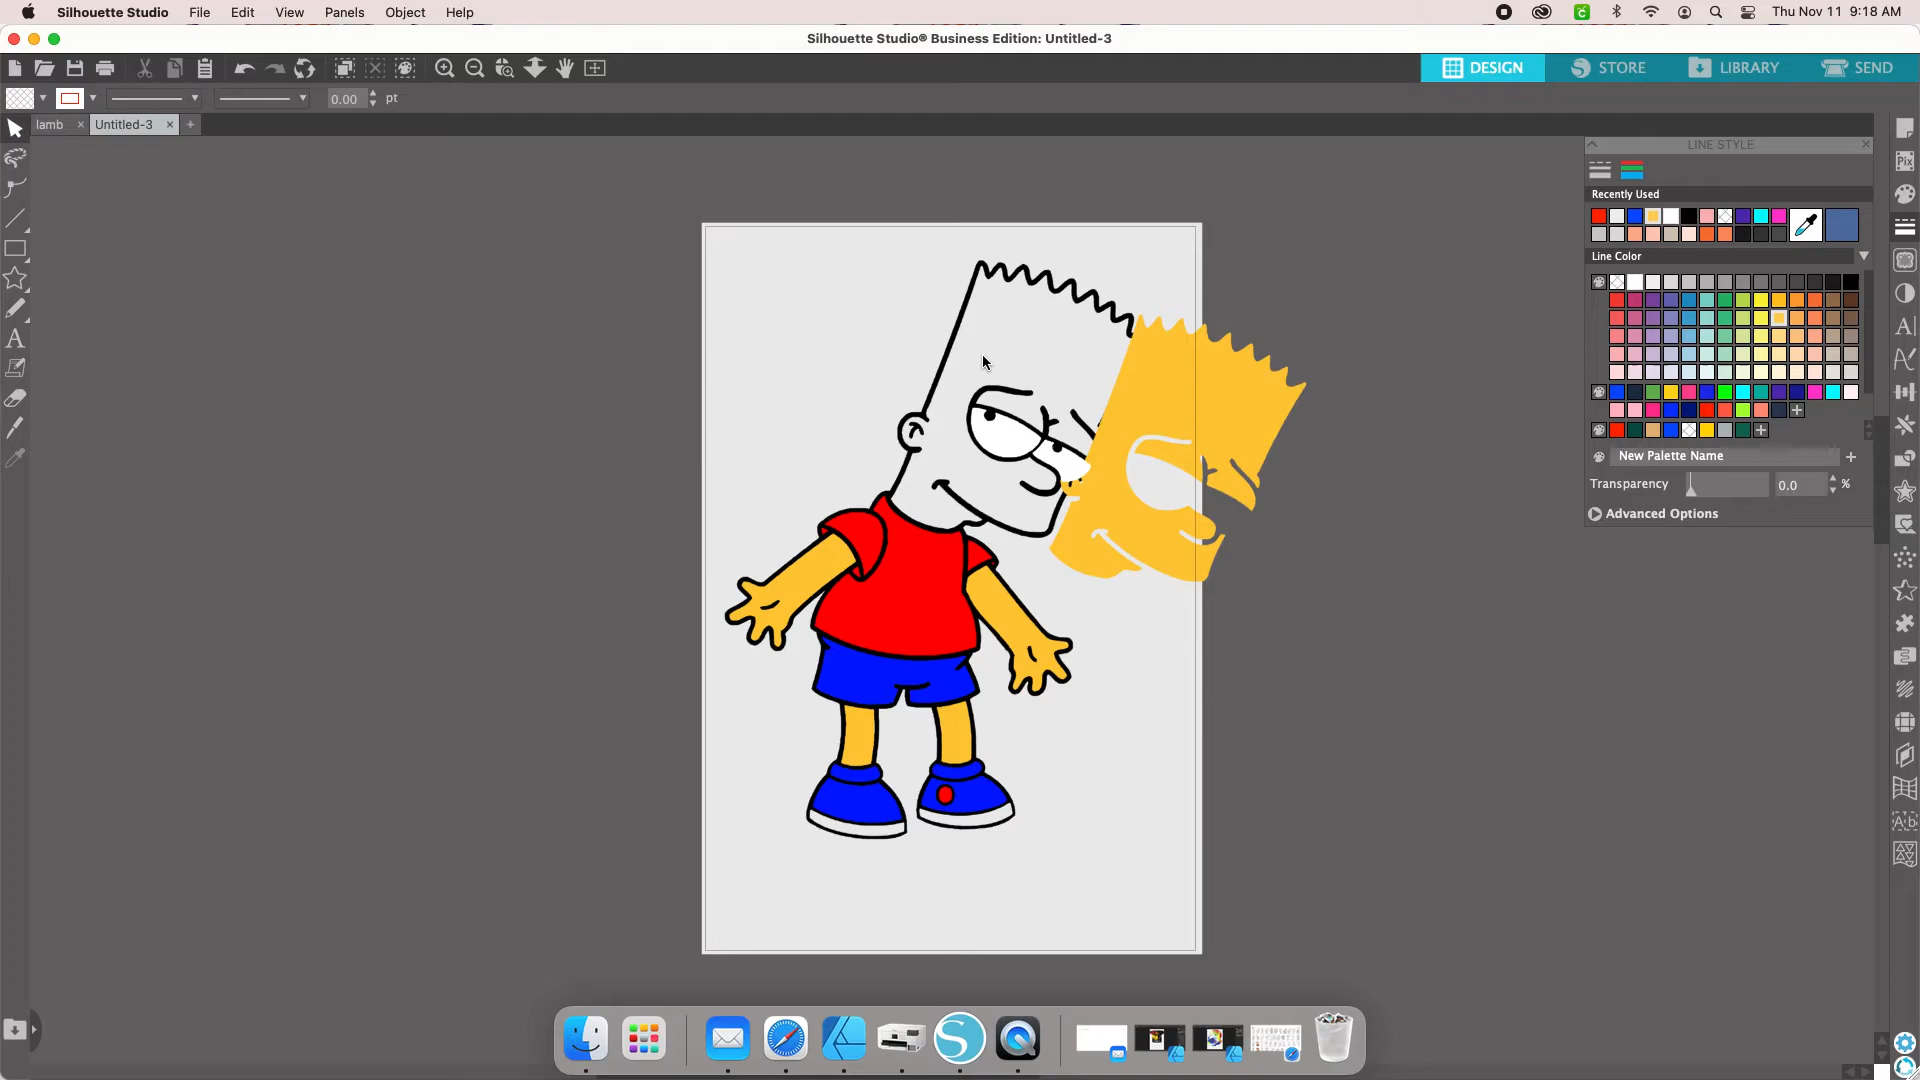 Silhouette Studio File Edit View Panels Object Help Thu Nov 11 9:18 AM
Silhouette Studio® Business Edition: Untitled-3
DESIGN STORE LIBRARY SEND
0.00 pt
lamb Untitled-3
LINE STYLE
Pix
Recently Used
Line Color
New Palette Name
Transparency 0.0 %
Advanced Options